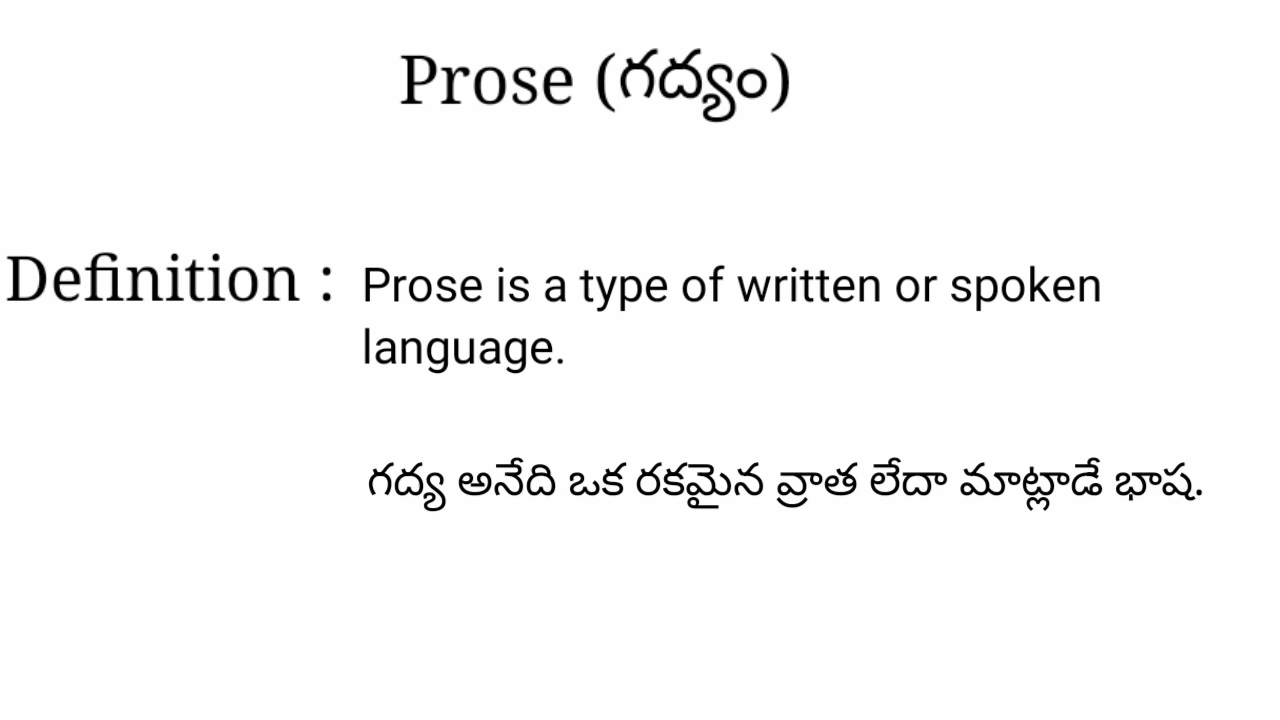 Prose (గద్యం)
Definition : Prose is a type of written or spoken
language.
గద్య అనేది ఒక రకమైన వ్రాత లేదా మాట్లాడే భాష.